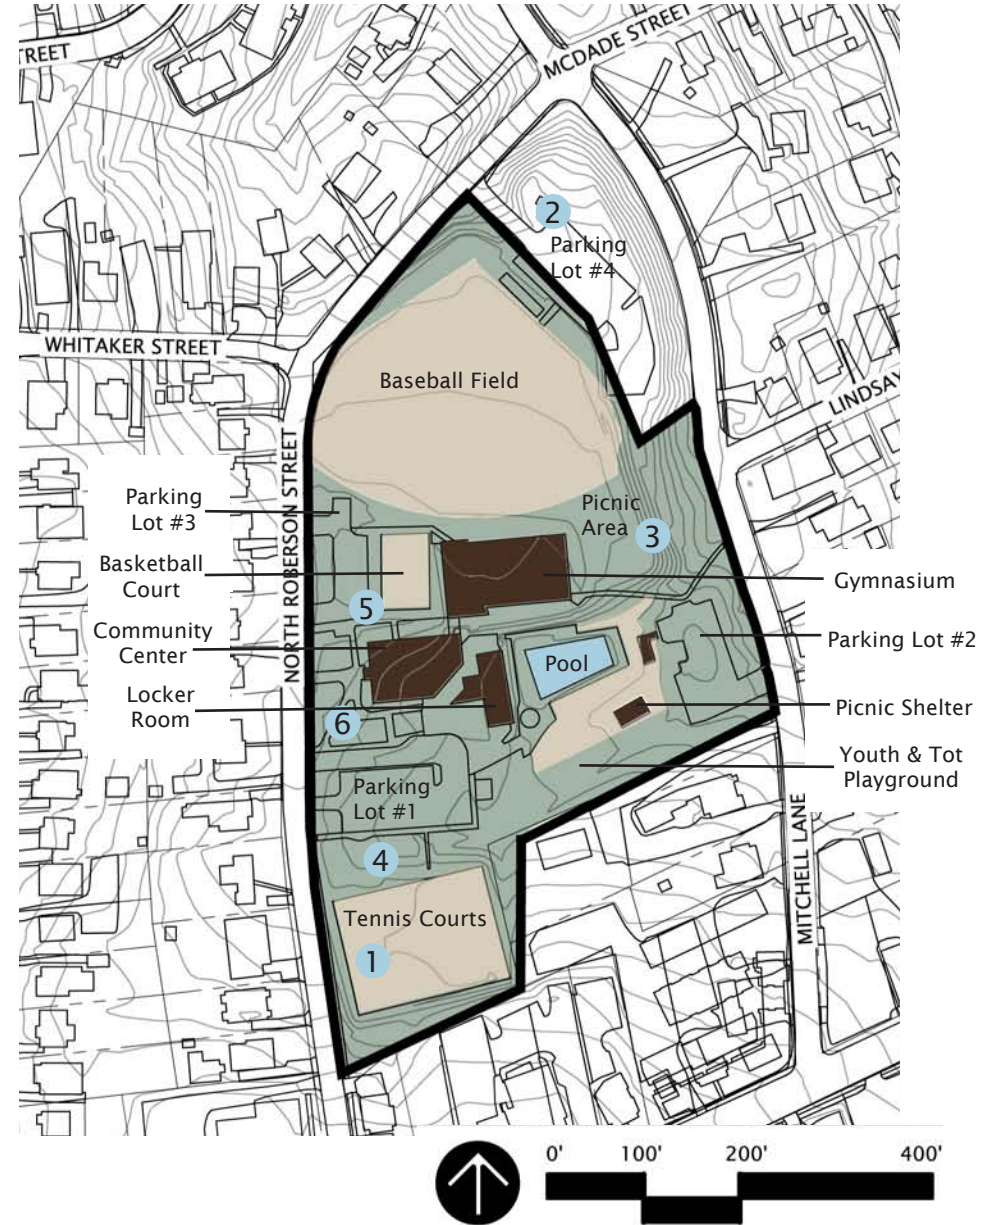 TREET
MCDADE STREET
2
Parking
Lot #4
WHITAKER STREET
Baseball Field
LINDSAY
NORTH ROBERSON STREET
Parking
Lot #3
Picnic
Area
3
Basketball
Court
Gymnasium
5
Community
Center
Parking Lot #2
Pool
Locker
Room
Picnic Shelter
6
Youth & Tot
Playground
Parking
Lot #1
4
MITCHELL LANE
Tennis Courts
1
0' 100' 200' 400'